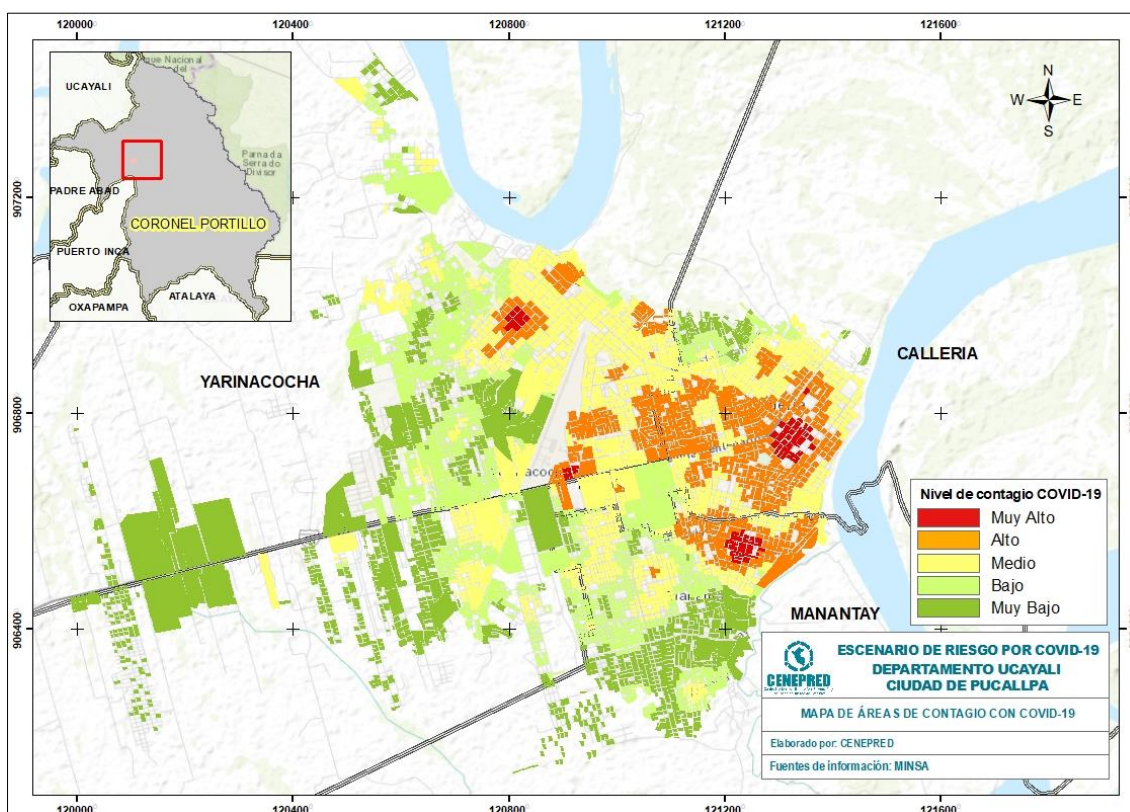 120000 120400 120800 121200 121600
UCAYALI
PADRE ABAD
CORONEL PORTILLO
PUERTO INCA
ATALAYA
OXAPAMPA
N
W E
S
907200
906800
906400
YARINACOCHA
CALLERIA
MANANTAY
Nivel de contagio COVID-19
Muy Alto
Alto
Medio
Bajo
Muy Bajo
CENEPRED
ESCENARIO DE RIESGO POR COVID-19
DEPARTAMENTO UCAYALI
CIUDAD DE PUCALLPA
MAPA DE ÁREAS DE CONTAGIO CON COVID-19
Elaborado por: CENEPRED
Fuentes de información: MINSA
120000 120400 120800 121200 121600